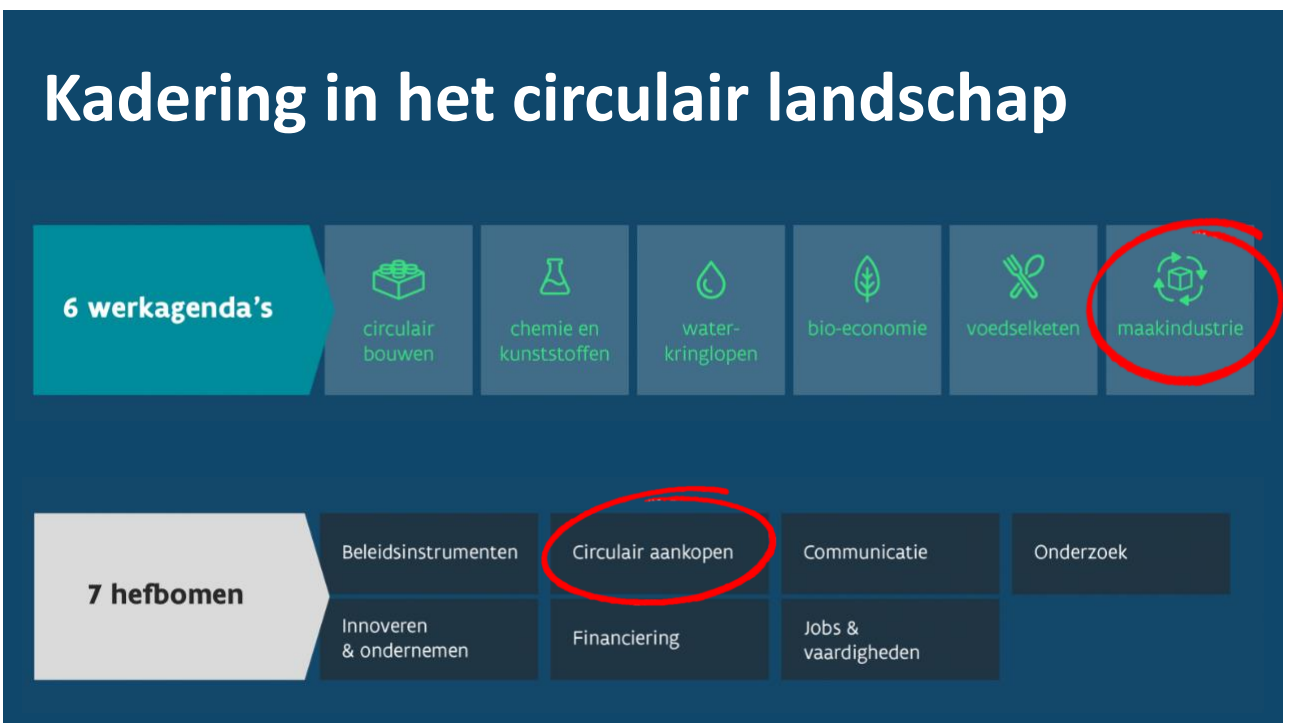 Kadering in het circulair landschap
6 werkagenda's
circulair
bouwen
chemie en
kunststoffen
water-
kringlopen
bio-economie
voedselketen
maakindustrie
7 hefbomen
Beleidsinstrumenten
Circulair aankopen
Communicatie
Onderzoek
Innoveren
& ondernemen
Financiering
Jobs &
vaardigheden